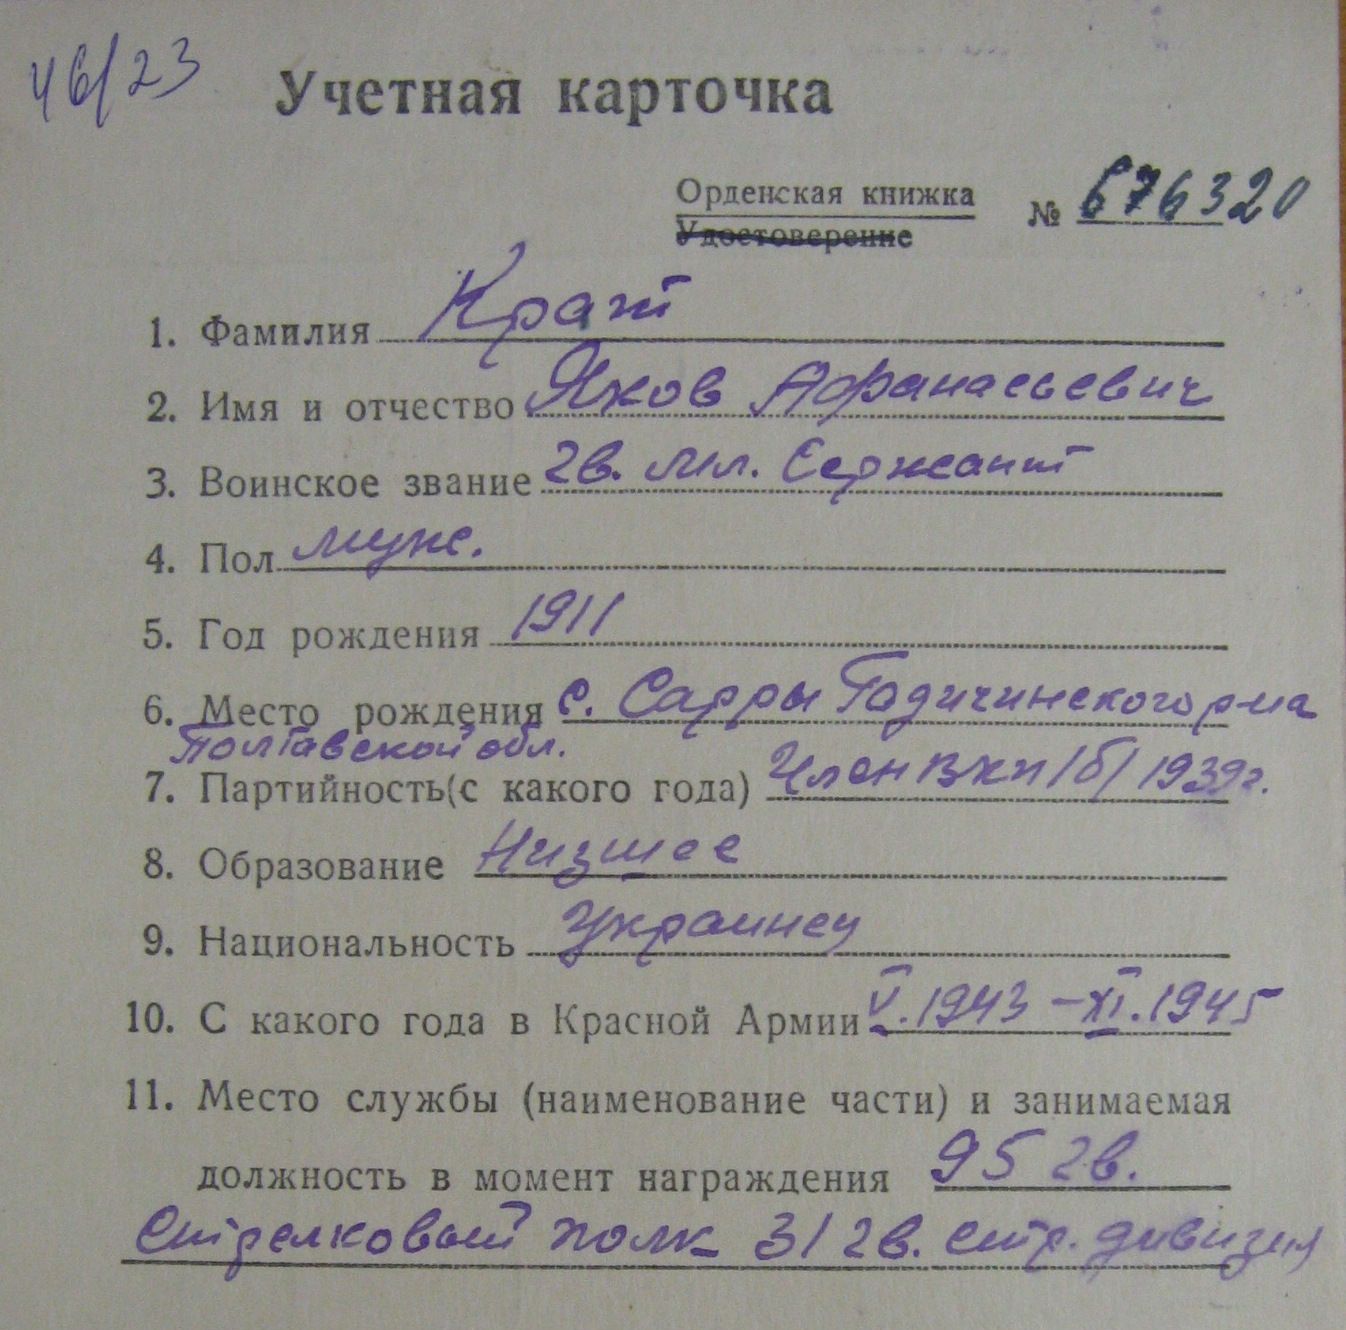 46/23
Учетная карточка
Орденская книжка
Удостоверение
№ 676320
1. Фамилия Крат
2. Имя и отчество Яков Афанасьевич
3. Воинское звание гв. мл. Сержант
4. Пол муж.
5. Год рождения 1911
6. Место рождения с. Сарры Гадичинского р-на
Полтавской обл.
7. Партийность(с какого года) Член ВКП/б/ 1939г.
8. Образование Низшее
9. Национальность Украинец
10. С какого года в Красной Армии V.1943 – XI.1945
11. Место службы (наименование части) и занимаемая
должность в момент награждения 95 гв.
Стрелковый полк 31 гв. стр. дивизии